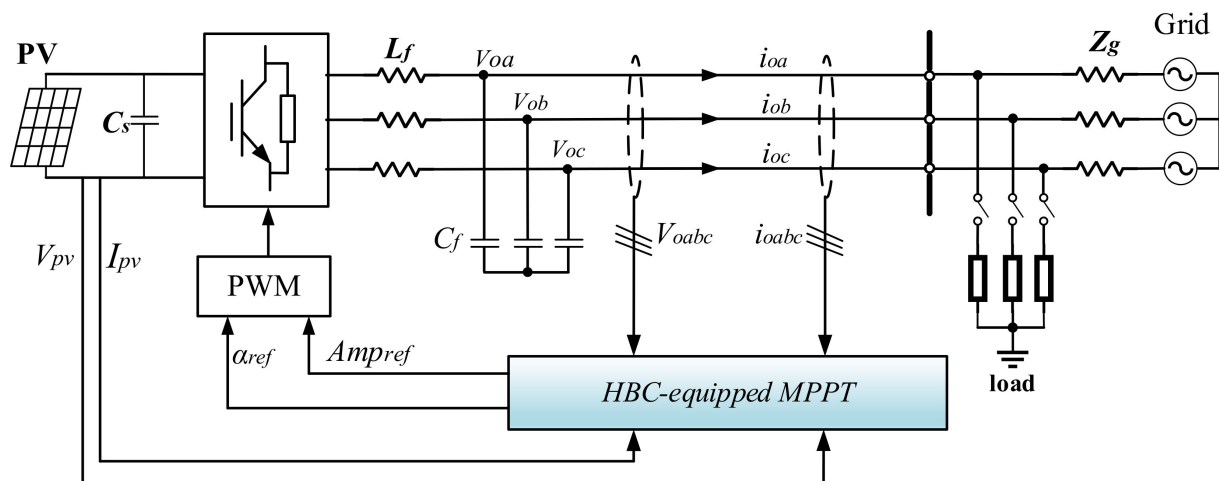 PV
Cs
Lf
Voa
Vob
Voc
Cf
ioa
iob
ioc
Zg
Grid
Voabc
ioabc
Vpv
Ipv
PWM
αref
Ampref
HBC-equipped MPPT
load